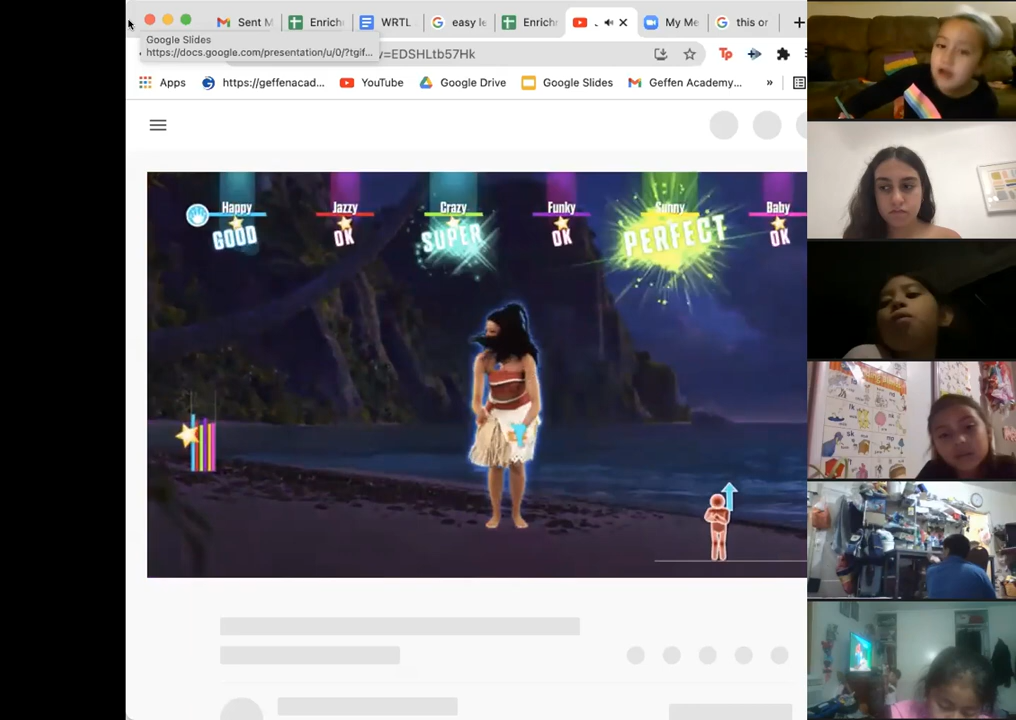 Sent M
Enrich
WRTL
easy le
Enrich
My Me
this or
Google Slides
https://docs.google.com/presentation/u/0/?tgif...
=EDSHLtb57Hk
Tp
Apps
https://geffenacad...
YouTube
Google Drive
Google Slides
Geffen Academy...
»
Happy
Jazzy
Crazy
Funky
Sunny
Baby
GOOD
OK
SUPER
OK
PERFECT
OK